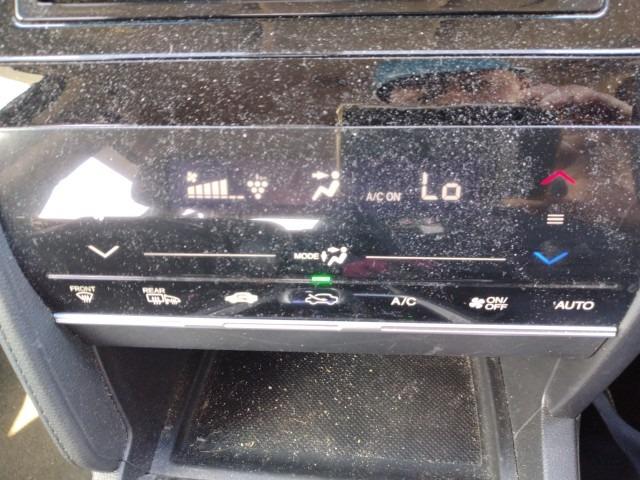 A/C ON Lo
MODE
FRONT
REAR
A/C
ON/
OFF
AUTO